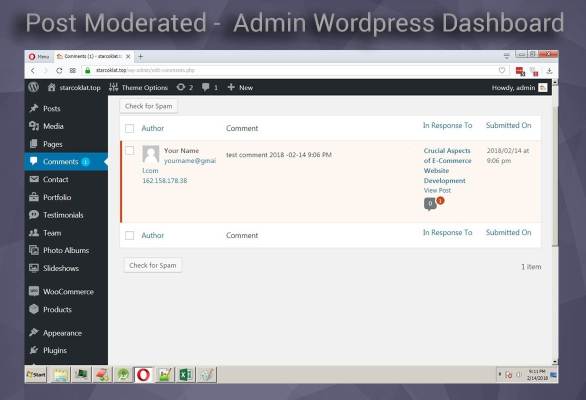 Post Moderated - Admin Wordpress Dashboard
Menu
Comments (1) - starcoklat.to
starcoklat.top/wp-admin/edit-comments.php
starcoklat.top
Theme Options
2
1
New
Howdy, admin
Posts
Media
Pages
Comments 1
Contact
Portfolio
Testimonials
Team
Photo Albums
Slideshows
WooCommerce
Products
Appearance
Plugins
Check for Spam
Author
Comment
In Response To
Submitted On
Your Name
yourname@gmai
l.com
162.158.178.38
test comment 2018 -02-14 9:06 PM
Crucial Aspects
of E-Commerce
Website
Development
View Post
0
1
2018/02/14 at
9:06 pm
Author
Comment
In Response To
Submitted On
Check for Spam
1 item
Start
9:11 PM
2/14/2018